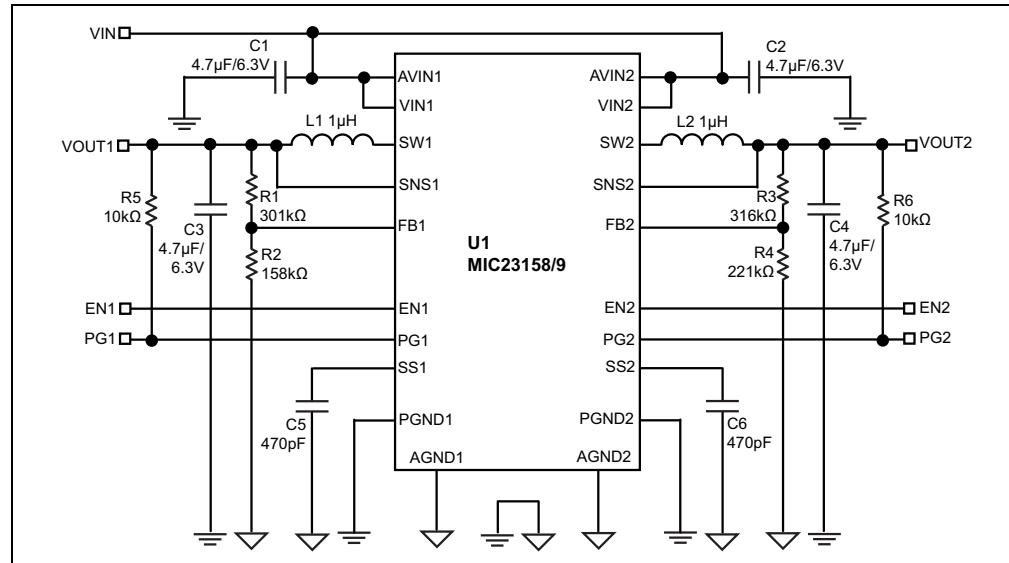 VIN
C1
4.7µF/6.3V
C2
4.7µF/6.3V
AVIN1
AVIN2
VIN1
VIN2
L1 1µH
L2 1µH
VOUT1
SW1
SW2
VOUT2
SNS1
SNS2
R5
10kΩ
R1
301kΩ
R3
316kΩ
R6
10kΩ
C3
4.7µF/
6.3V
FB1
FB2
C4
4.7µF/
6.3V
U1
MIC23158/9
R2
158kΩ
R4
221kΩ
EN1
EN1
EN2
EN2
PG1
PG1
PG2
PG2
SS1
SS2
C5
470pF
PGND1
PGND2
C6
470pF
AGND1
AGND2